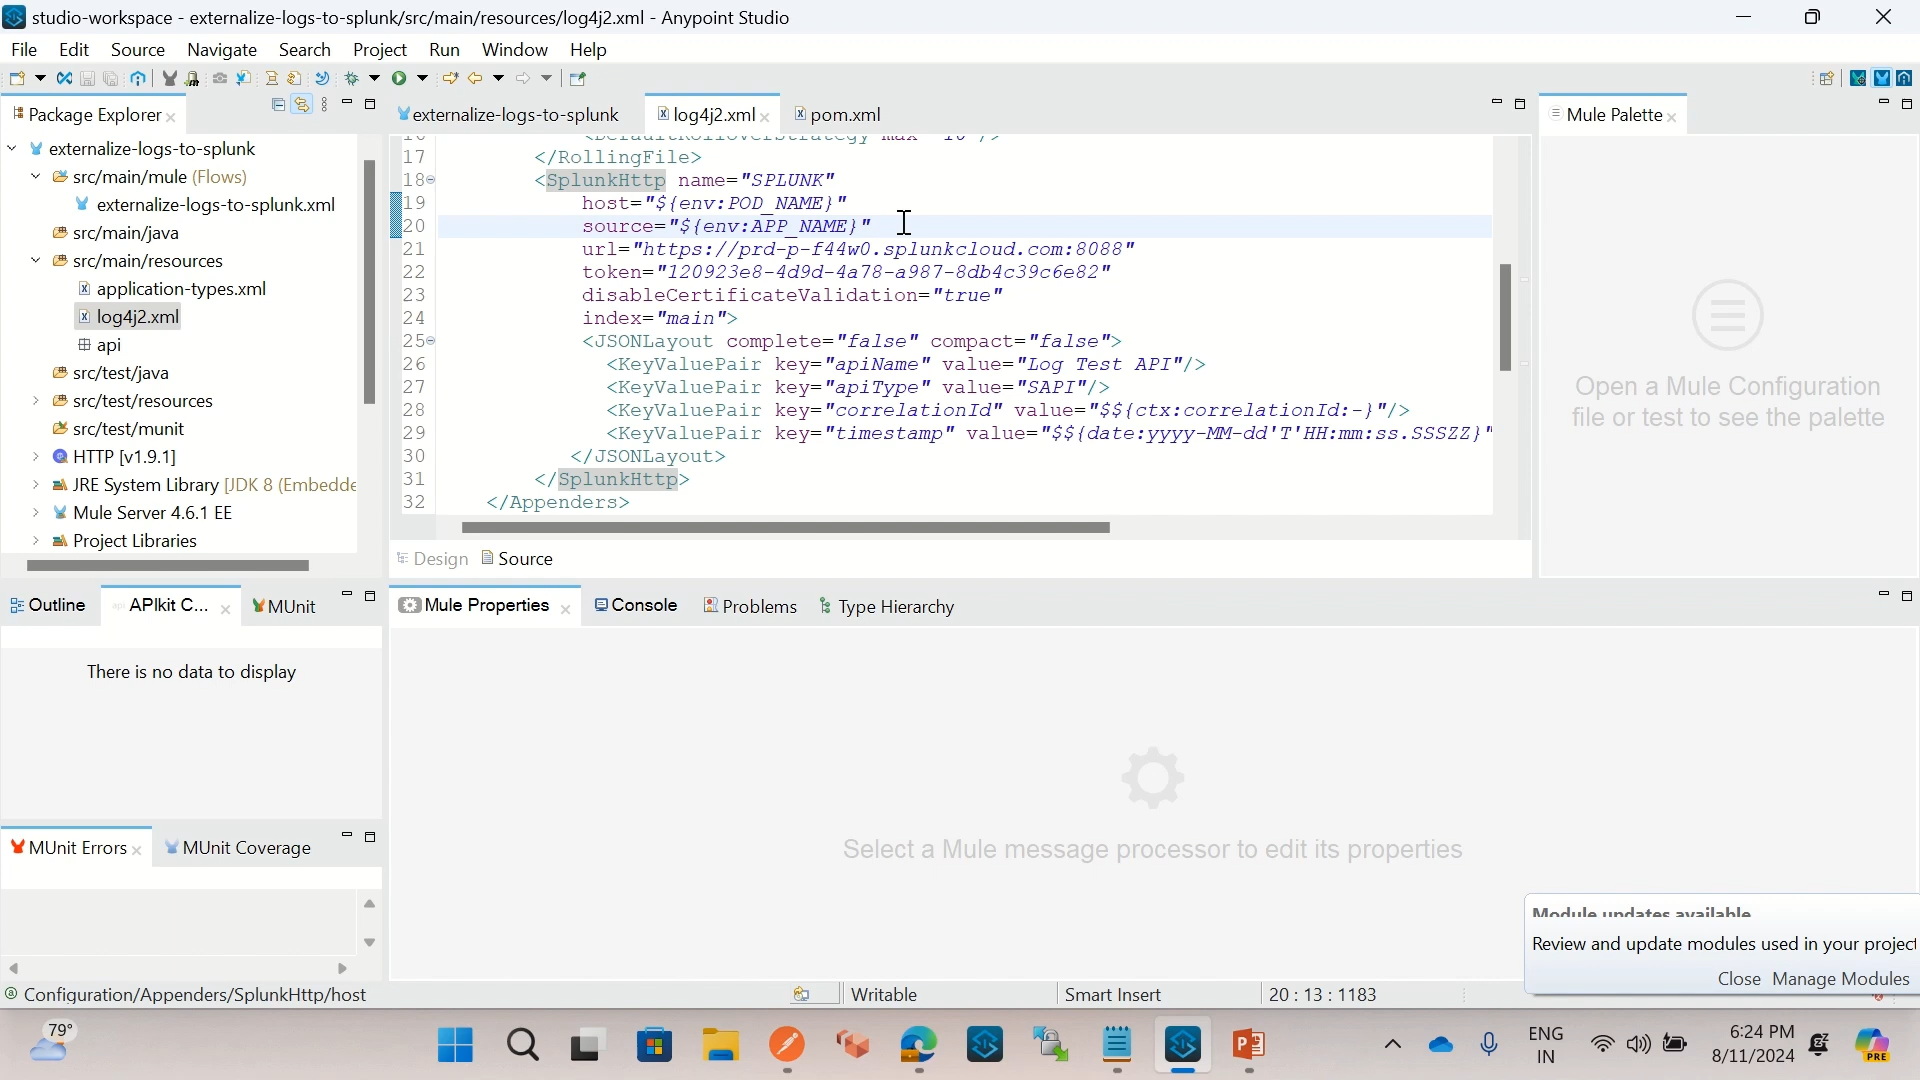 studio-workspace - externalize-logs-to-splunk/src/main/resources/log4j2.xml - Anypoint Studio
File Edit Source Navigate Search Project Run Window Help
Package Explorer
externalize-logs-to-splunk
src/main/mule (Flows)
externalize-logs-to-splunk.xml
src/main/java
src/main/resources
application-types.xml
log4j2.xml
api
src/test/java
src/test/resources
src/test/munit
HTTP [v1.9.1]
JRE System Library [JDK 8 (Embedde
Mule Server 4.6.1 EE
Project Libraries
externalize-logs-to-splunk log4j2.xml pom.xml
17 </RollingFile>
18 <SplunkHttp name="SPLUNK"
19 host="${env:POD_NAME}"
20 source="${env:APP_NAME}"
21 url="https://prd-p-f44w0.splunkcloud.com:8088"
22 token="120923e8-4d9d-4a78-a987-8db4c39c6e82"
23 disableCertificateValidation="true"
24 index="main">
25 <JSONLayout complete="false" compact="false">
26 <KeyValuePair key="apiName" value="Log Test API"/>
27 <KeyValuePair key="apiType" value="SAPI"/>
28 <KeyValuePair key="correlationId" value="$${ctx:correlationId:-}"/>
29 <KeyValuePair key="timestamp" value="$${date:yyyy-MM-dd'T'HH:mm:ss.SSSZZ}"
30 </JSONLayout>
31 </SplunkHttp>
32 </Appenders>
Design Source
Mule Palette
Open a Mule Configuration
file or test to see the palette
Outline APIkit C... MUnit
There is no data to display
MUnit Errors MUnit Coverage
Mule Properties Console Problems Type Hierarchy
Select a Mule message processor to edit its properties
Module updates available
Review and update modules used in your project
Close Manage Modules
Configuration/Appenders/SplunkHttp/host Writable Smart Insert 20 : 13 : 1183
79°
ENG
IN
6:24 PM
8/11/2024
PRE